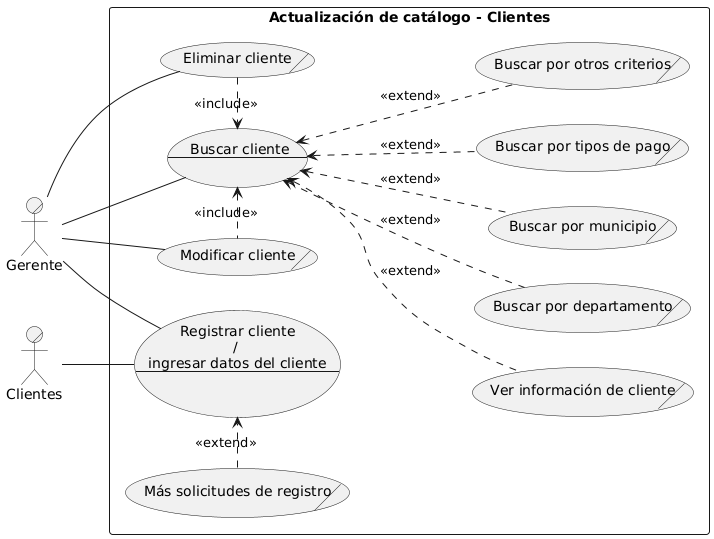 Actualización de catálogo - Clientes
Eliminar cliente
«include»
Buscar cliente
«include»
Modificar cliente
Gerente
Clientes
Registrar cliente
/
ingresar datos del cliente
«extend»
Más solicitudes de registro
Buscar por otros criterios
«extend»
Buscar por tipos de pago
«extend»
Buscar por municipio
«extend»
Buscar por departamento
«extend»
Ver información de cliente
«extend»